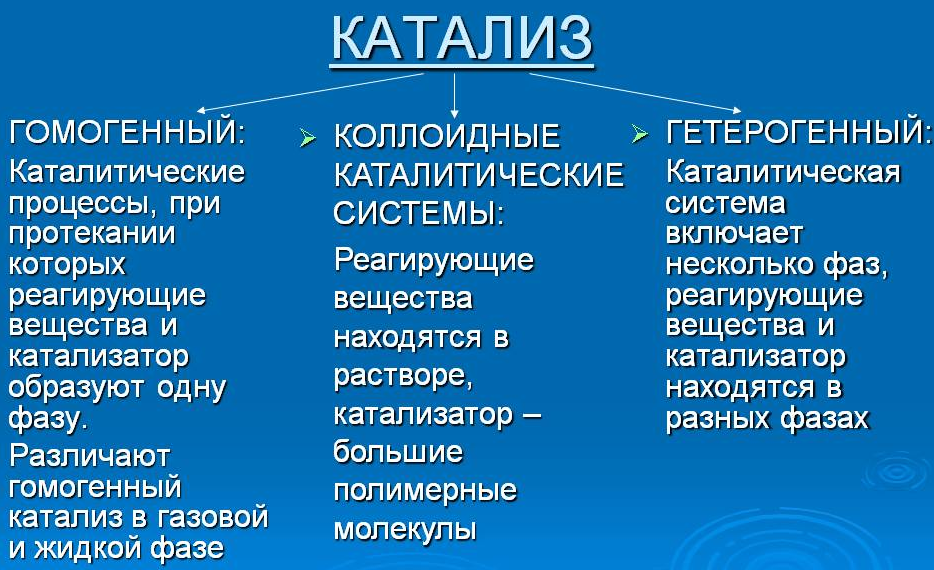 КАТАЛИЗ
ГОМОГЕННЫЙ:
Каталитические
процессы, при
протекании
которых
реагирующие
вещества и
катализатор
образуют одну
фазу.
Различают
гомогенный
катализ в газовой
и жидкой фазе
КОЛЛОИДНЫЕ
КАТАЛИТИЧЕСКИЕ
СИСТЕМЫ:
Реагирующие
вещества
находятся в
растворе,
катализатор –
большие
полимерные
молекулы
ГЕТЕРОГЕННЫЙ:
Каталитическая
система
включает
несколько фаз,
реагирующие
вещества и
катализатор
находятся в
разных фазах